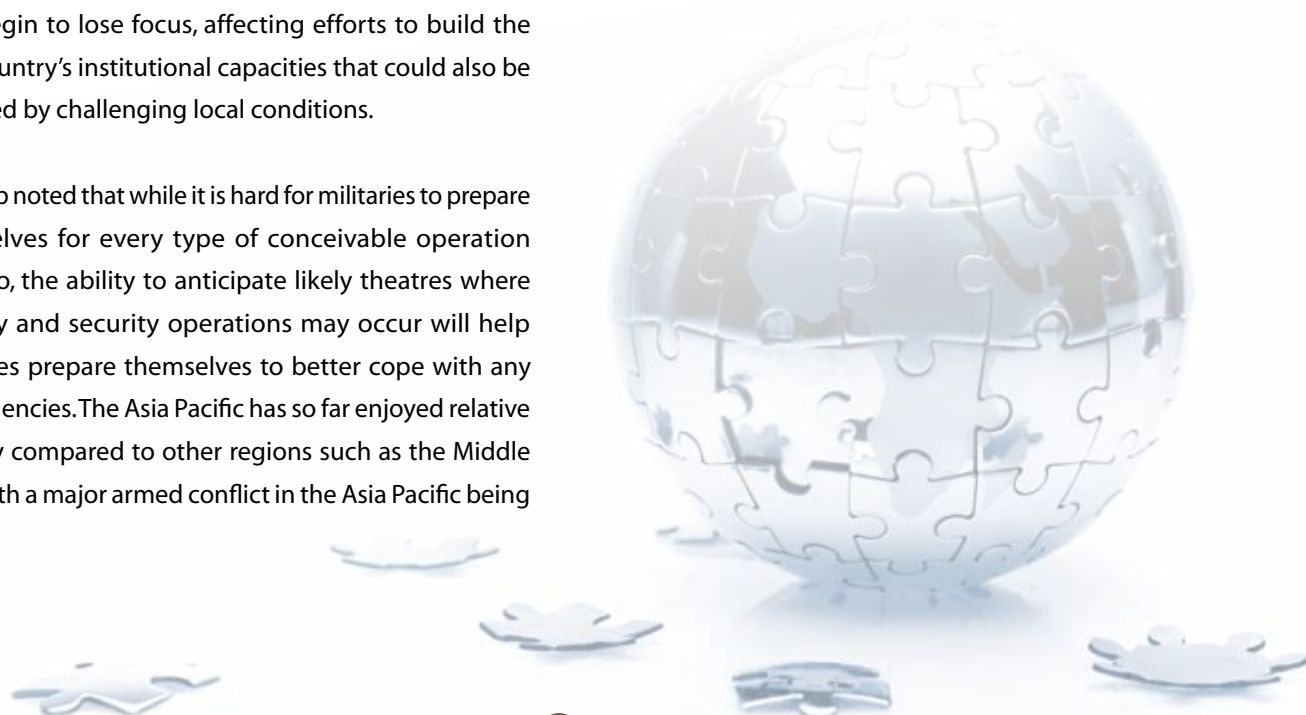 gin to lose focus, affecting efforts to build the
untry's institutional capacities that could also be
ed by challenging local conditions.
o noted that while it is hard for militaries to prepare
elves for every type of conceivable operation
o, the ability to anticipate likely theatres where
y and security operations may occur will help
es prepare themselves to better cope with any
encies. The Asia Pacific has so far enjoyed relative
y compared to other regions such as the Middle
th a major armed conflict in the Asia Pacific being